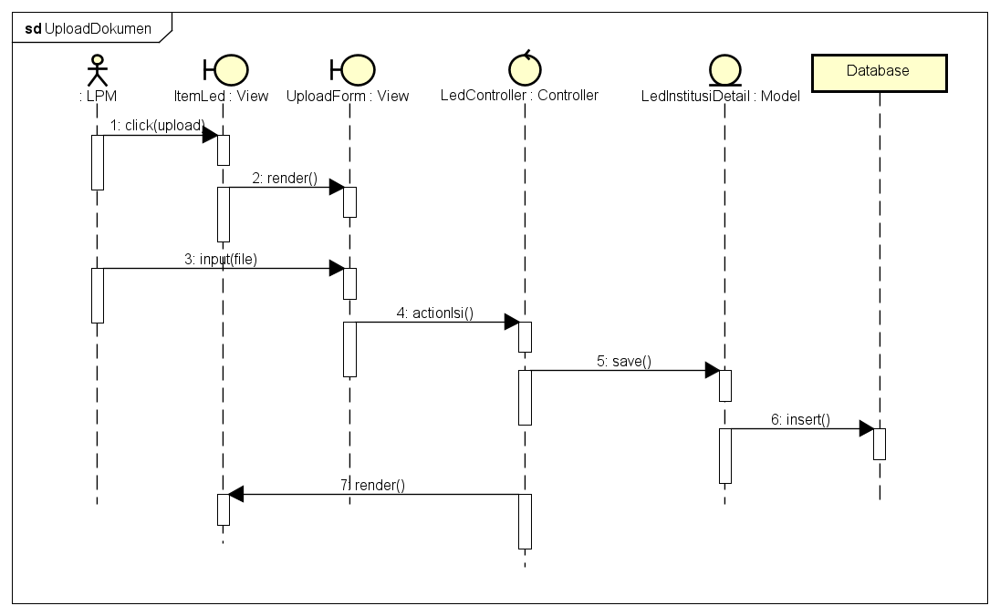 sd UploadDokumen
: LPM
ItemLed : View
UploadForm : View
LedController : Controller
LedInstitusiDetail : Model
Database
1: click(upload)
2: render()
3: input(file)
4: actionIsi()
5: save()
6: insert()
7: render()